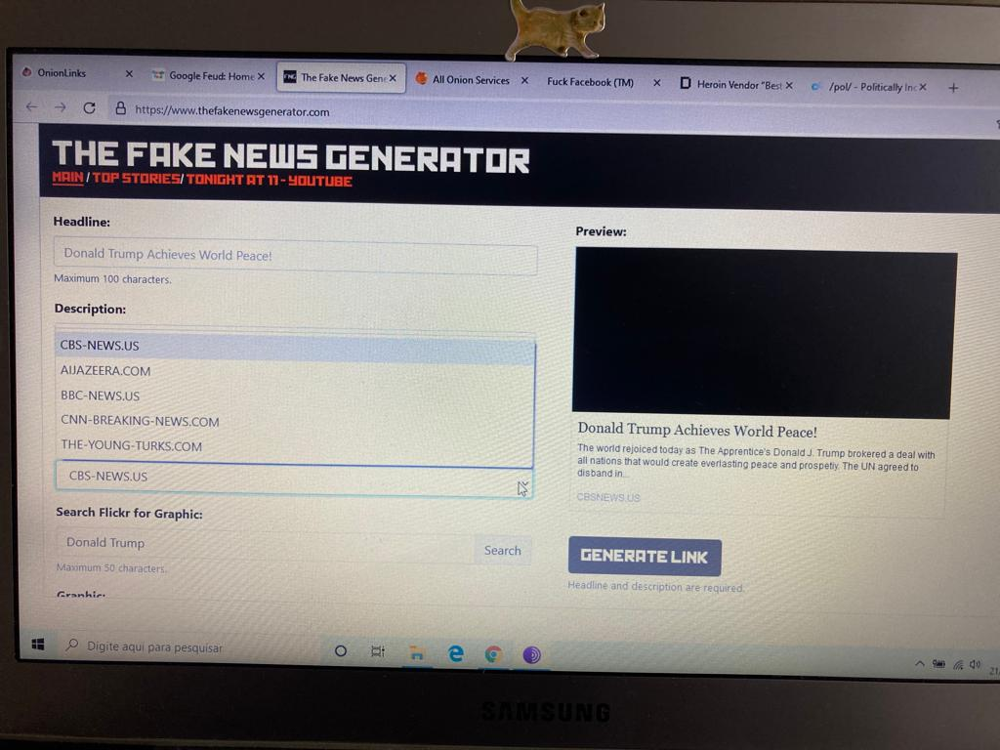 OnionLinks
Google Feud: Home
The Fake News Gene
All Onion Services
Fuck Facebook (TM)
Heroin Vendor "Best
/pol/ - Politically Inc
https://www.thefakenewsgenerator.com
THE FAKE NEWS GENERATOR
MAIN / TOP STORIES/ TONIGHT AT 11 - YOUTUBE
Headline:
Donald Trump Achieves World Peace!
Maximum 100 characters.
Description:
CBS-NEWS.US
AIJAZEERA.COM
BBC-NEWS.US
CNN-BREAKING-NEWS.COM
THE-YOUNG-TURKS.COM
CBS-NEWS.US
Search Flickr for Graphic:
Donald Trump
Search
Maximum 50 characters.
Graphic:
Preview:
Donald Trump Achieves World Peace!
The world rejoiced today as The Apprentice's Donald J. Trump brokered a deal with
all nations that would create everlasting peace and prospetiy. The UN agreed to
disband in...
CBSNEWS.US
GENERATE LINK
Headline and description are required.
Digite aqui para pesquisar
SAMSUNG